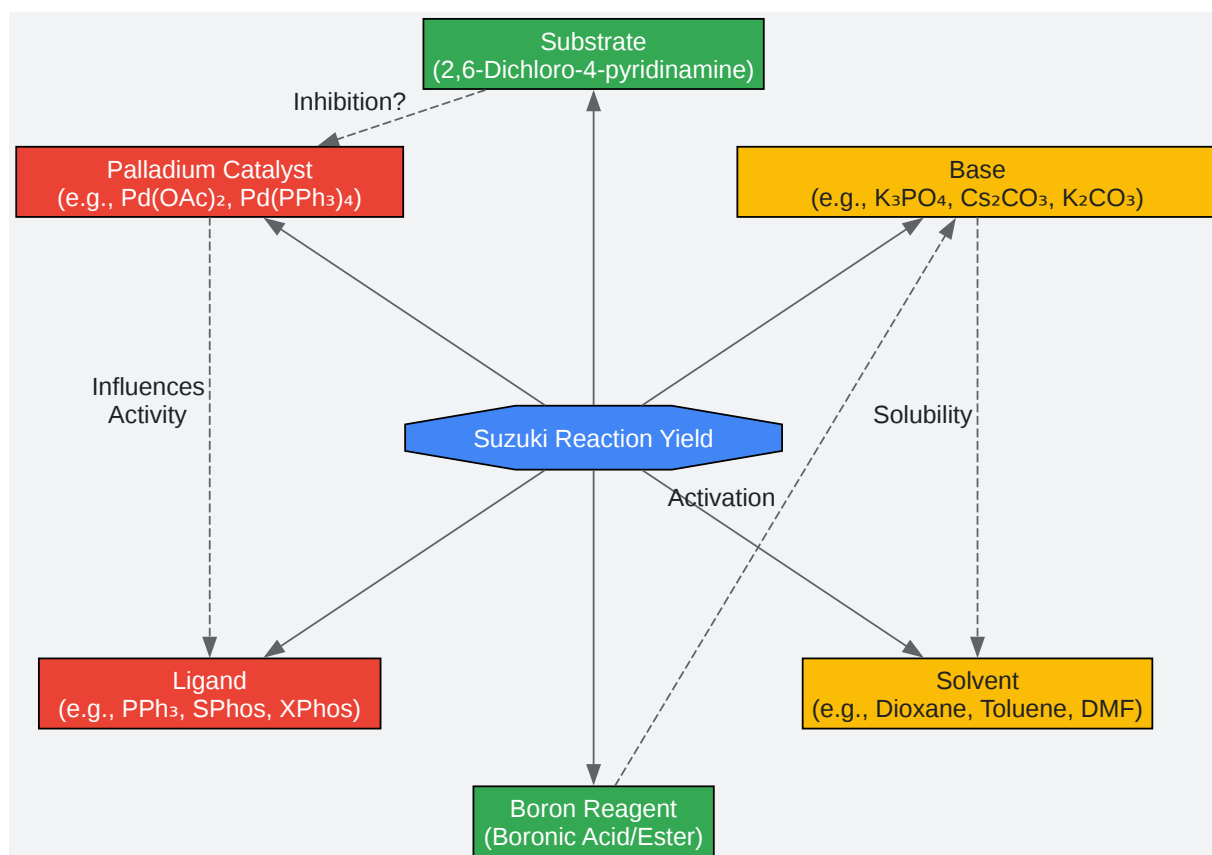 Substrate
(2,6-Dichloro-4-pyridinamine)
Inhibition?
Palladium Catalyst
(e.g., Pd(OAc)₂, Pd(PPh₃)₄)
Base
(e.g., K₃PO₄, Cs₂CO₃, K₂CO₃)
Influences
Activity
Solubility
Suzuki Reaction Yield
Activation
Ligand
(e.g., PPh₃, SPhos, XPhos)
Solvent
(e.g., Dioxane, Toluene, DMF)
Boron Reagent
(Boronic Acid/Ester)